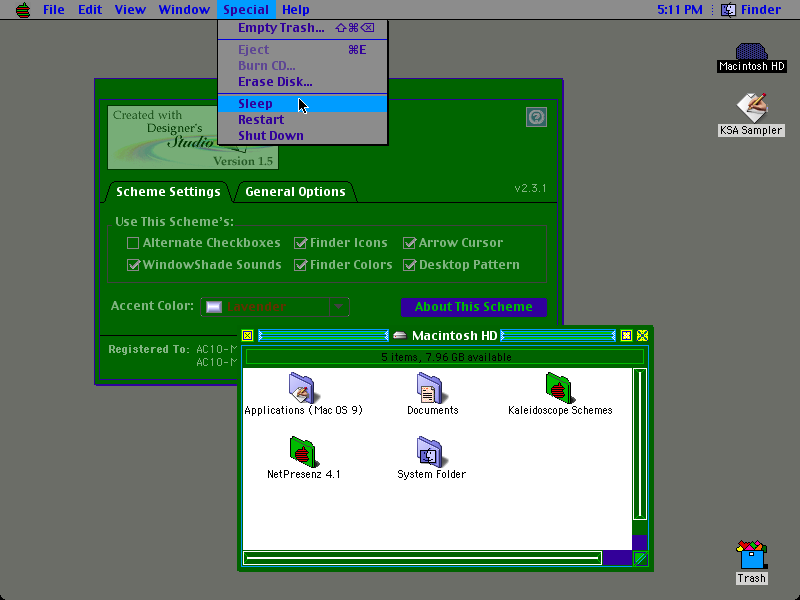 File Edit View Window Special Help 5:11 PM Finder
Empty Trash... ⇧⌘⌫
Eject ⌘E
Burn CD...
Erase Disk...
Sleep
Restart
Shut Down
Macintosh HD
KSA Sampler
Created with
Designer's
Studio
Version 1.5
Scheme Settings General Options v2.3.1
Use This Scheme's:
Alternate Checkboxes Finder Icons Arrow Cursor
WindowShade Sounds Finder Colors Desktop Pattern
Accent Color: Lavender About This Scheme
Registered To: AC10-M
AC10-M
Macintosh HD
5 items, 7.96 GB available
Applications (Mac OS 9) Documents Kaleidoscope Schemes
NetPresenz 4.1 System Folder
Trash